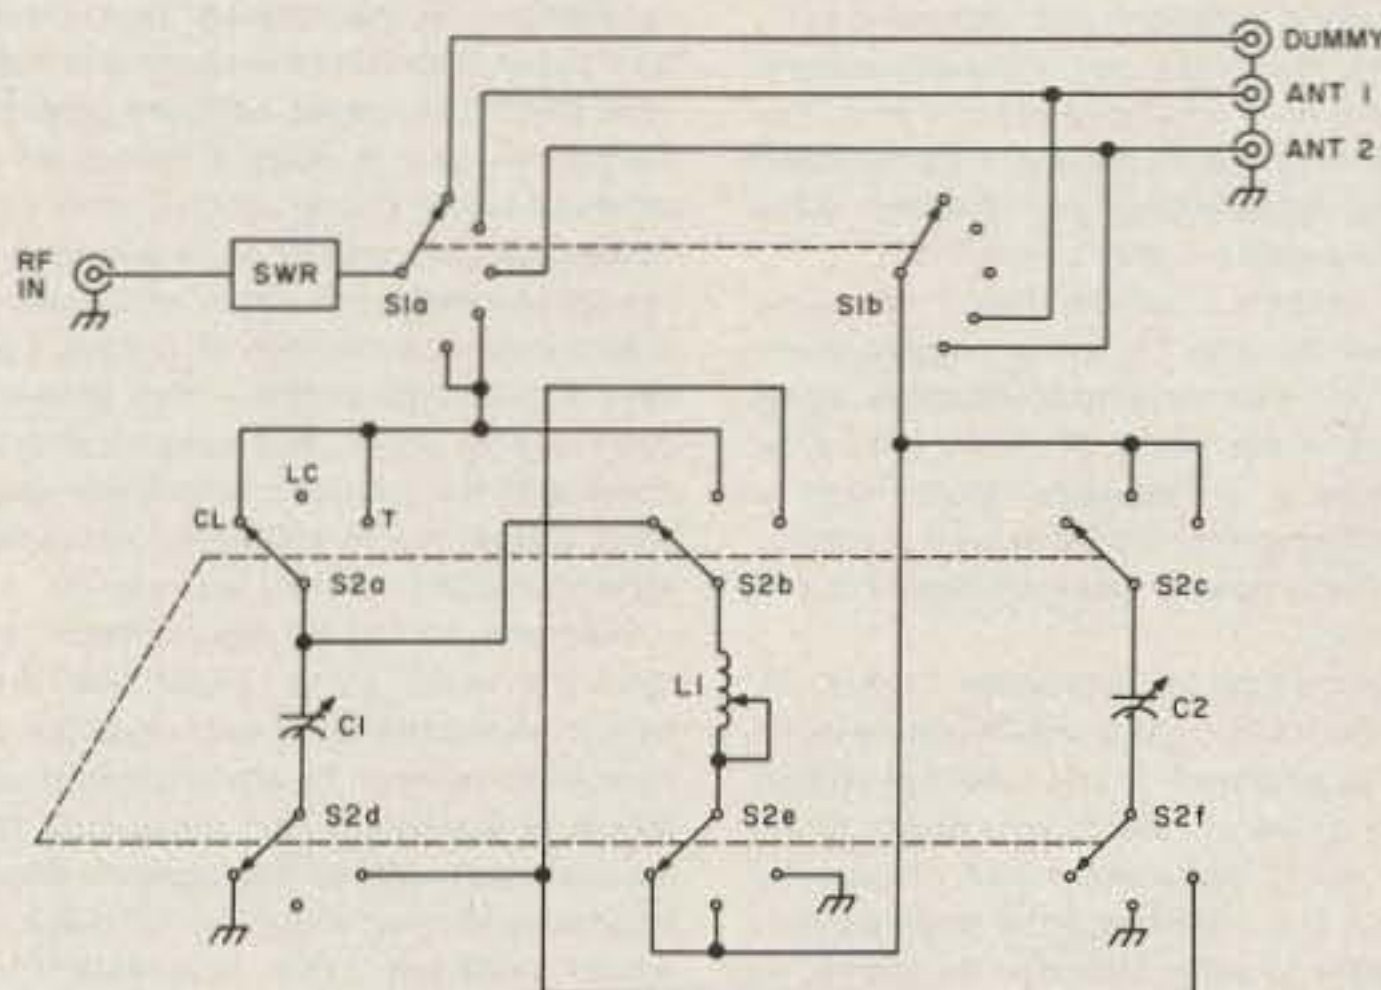 DUMMY
ANT 1
ANT 2
RF
IN
SWR
S1a
S1b
LC
CL
T
S2a
S2b
S2c
L1
C1
C2
S2d
S2e
S2f